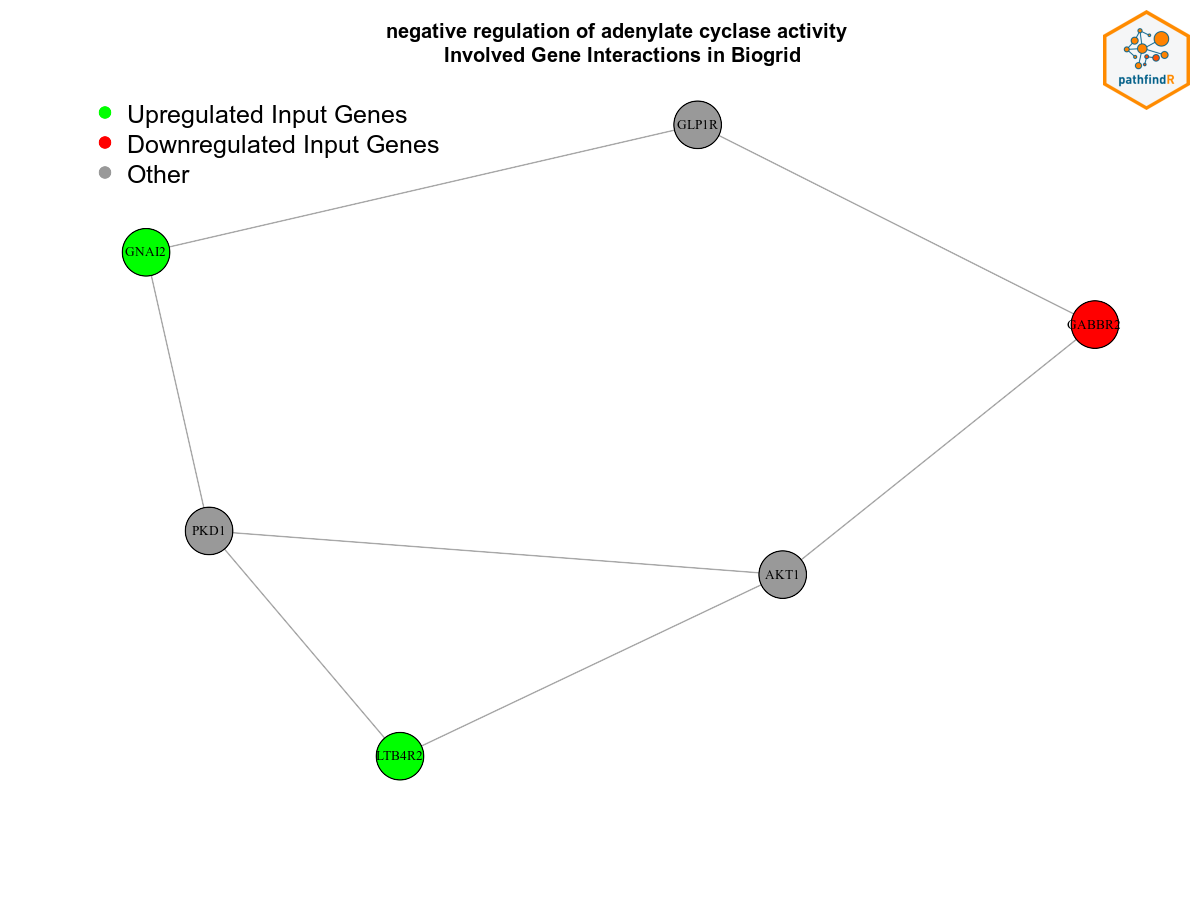 negative regulation of adenylate cyclase activity
Involved Gene Interactions in Biogrid
pathfindR
Upregulated Input Genes
Downregulated Input Genes
Other
GLP1R
GNAI2
GABBR2
PKD1
AKT1
LTB4R2